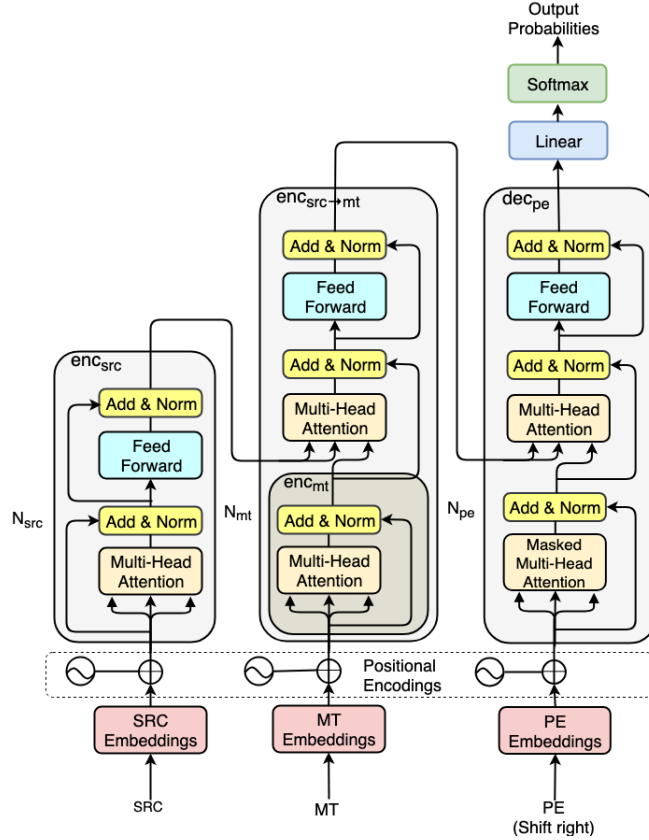 Output
Probabilities
Softmax
Linear
enc_src→mt
dec_pe
Add & Norm
Add & Norm
Feed
Forward
Feed
Forward
enc_src
Add & Norm
Add & Norm
Add & Norm
Multi-Head
Attention
Multi-Head
Attention
Feed
Forward
enc_mt
N_src
N_mt
N_pe
Add & Norm
Add & Norm
Add & Norm
Multi-Head
Attention
Multi-Head
Attention
Masked
Multi-Head
Attention
Positional
Encodings
SRC
Embeddings
MT
Embeddings
PE
Embeddings
SRC
MT
PE
(Shift right)